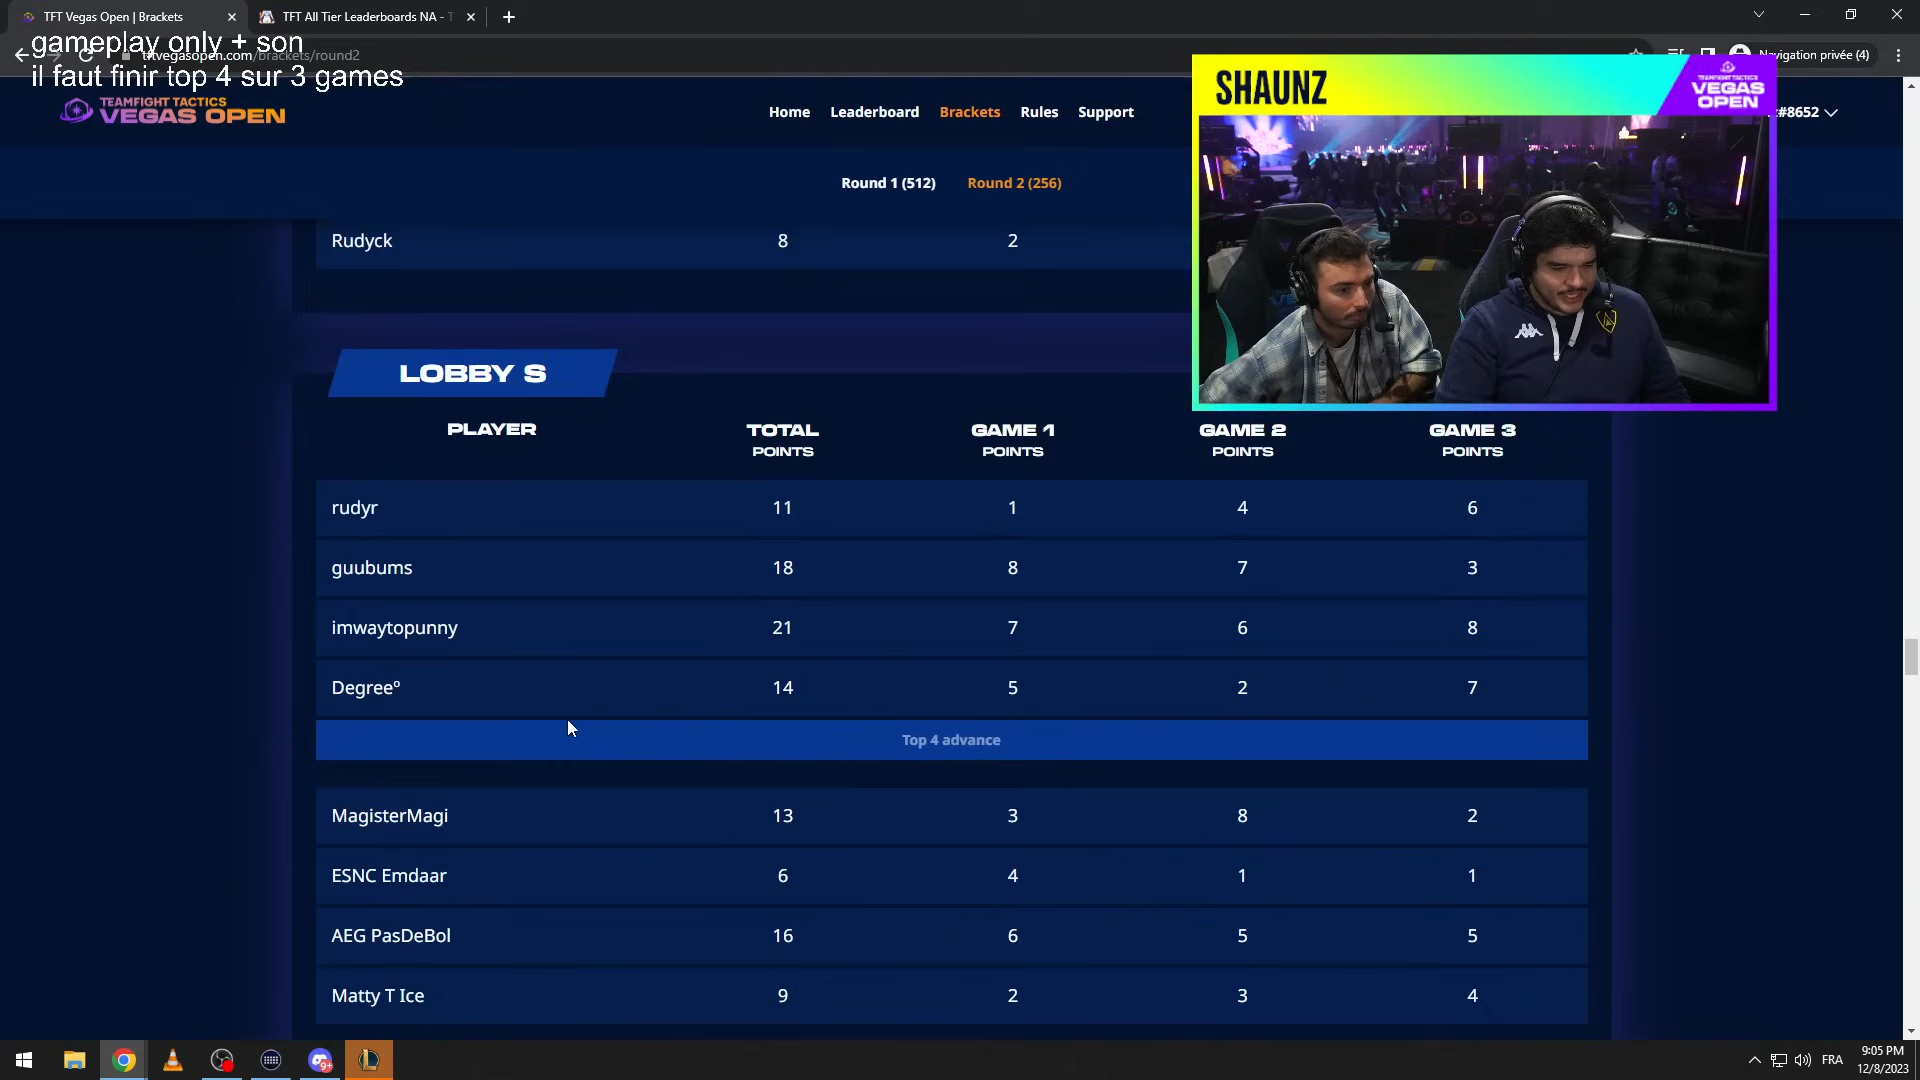 TFT Vegas Open | Brackets
TFT All Tier Leaderboards NA - T
gameplay only + son
tftvegasopen.com/brackets/round2
il faut finir top 4 sur 3 games
Navigation privée (4)
TEAMFIGHT TACTICS
VEGAS OPEN
Home
Leaderboard
Brackets
Rules
Support
#8652
SHAUNZ
TEAMFIGHT TACTICS
VEGAS
OPEN
Round 1 (512)
Round 2 (256)
Rudyck 8 2
LOBBY S
PLAYER TOTAL POINTS GAME 1 POINTS GAME 2 POINTS GAME 3 POINTS
rudyr 11 1 4 6
guubums 18 8 7 3
imwaytopunny 21 7 6 8
Degreeº 14 5 2 7
Top 4 advance
MagisterMagi 13 3 8 2
ESNC Emdaar 6 4 1 1
AEG PasDeBol 16 6 5 5
Matty T Ice 9 2 3 4
9+
FRA
9:05 PM
12/8/2023